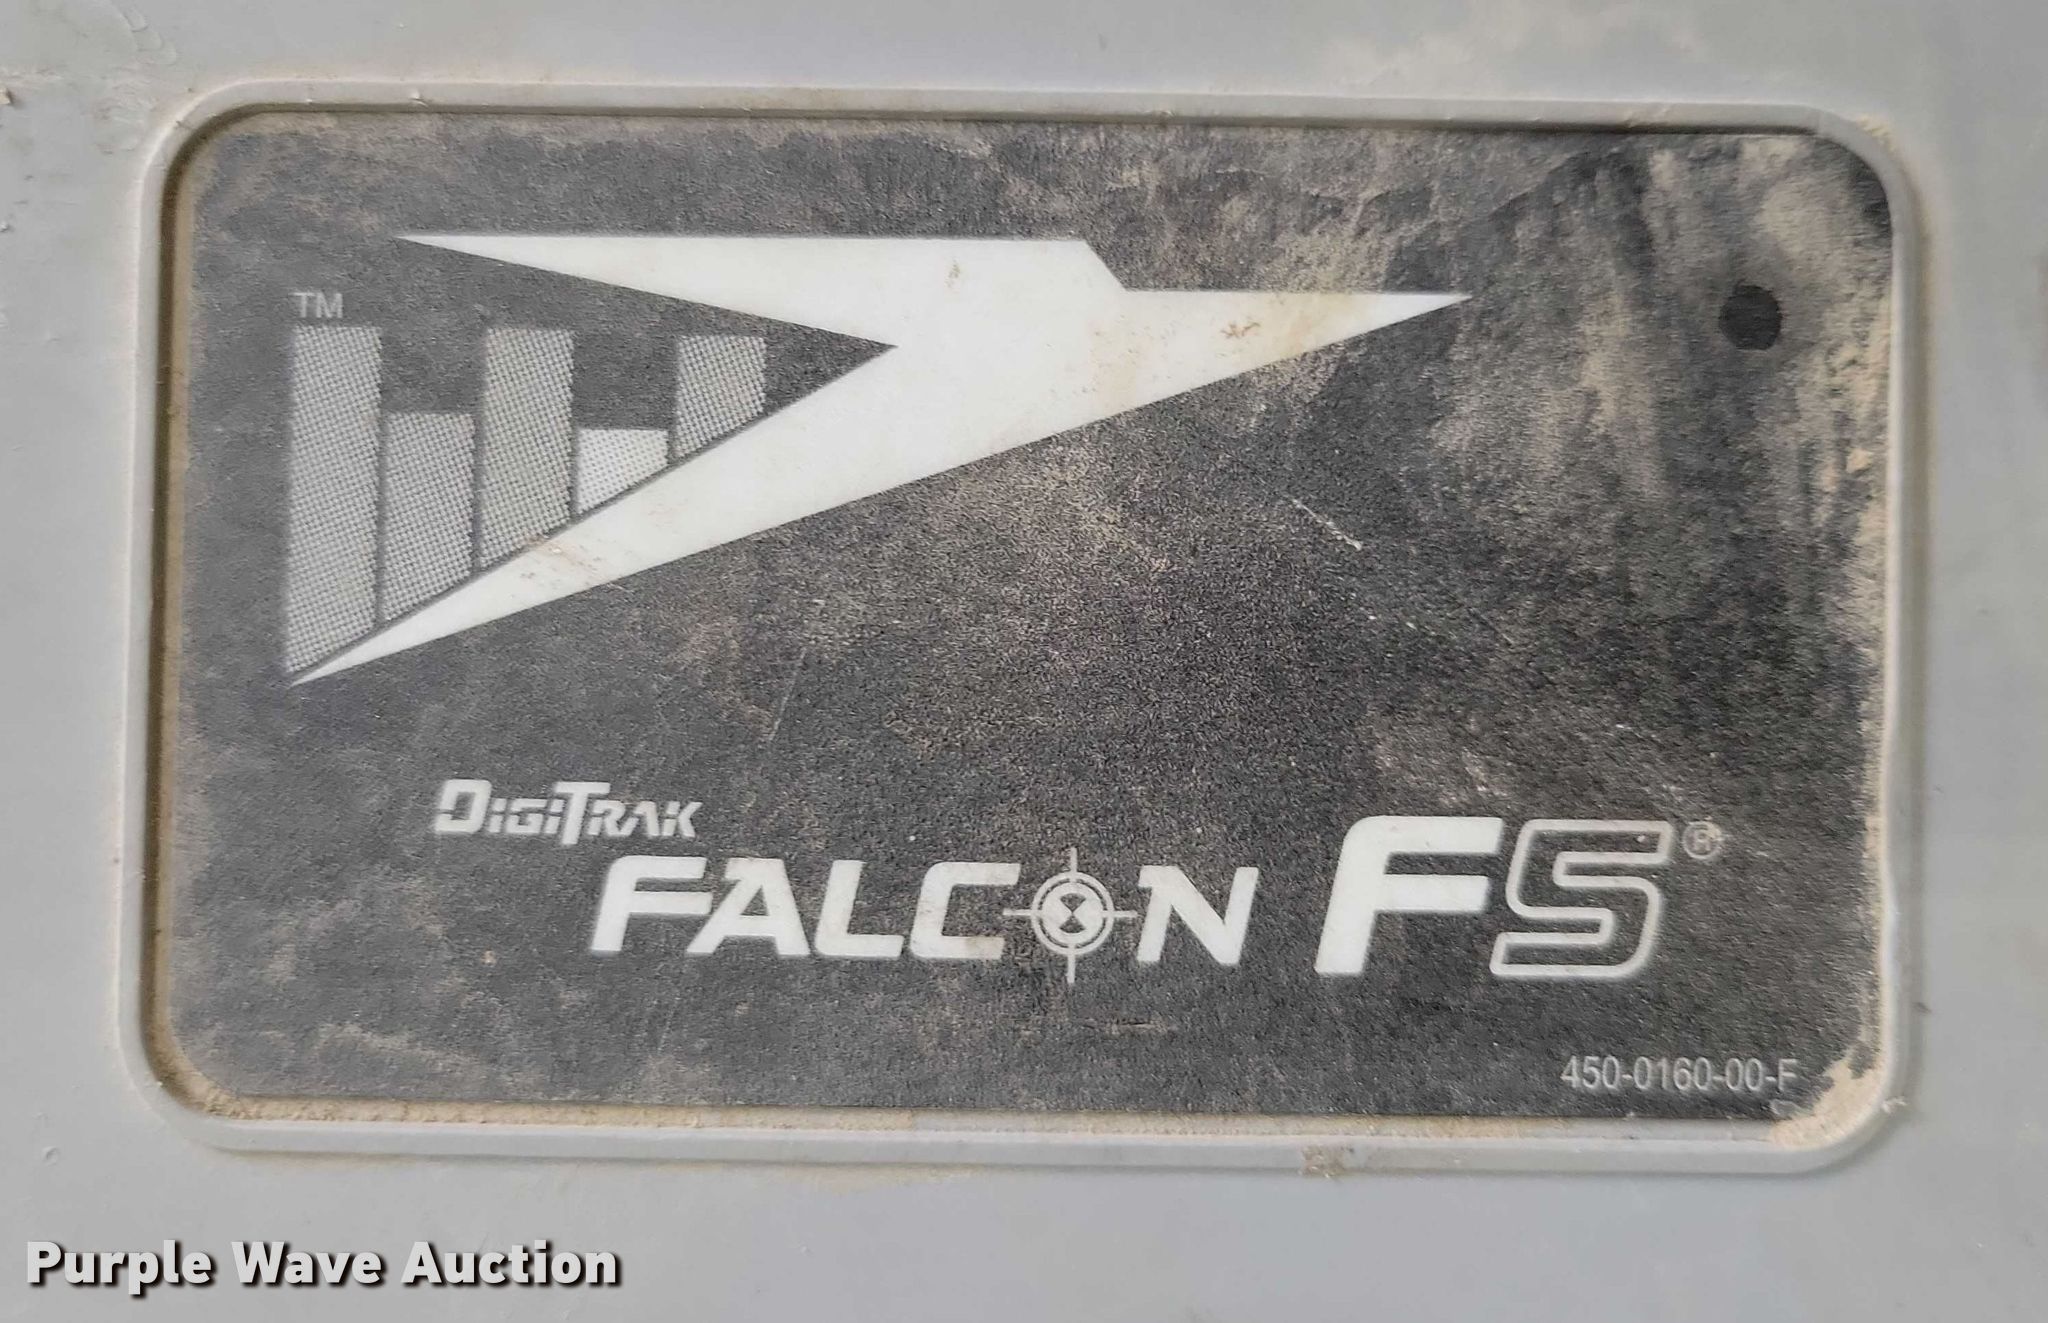 TM
DIGITRAK
FALCON F5®
450-0160-00-F
Purple Wave Auction